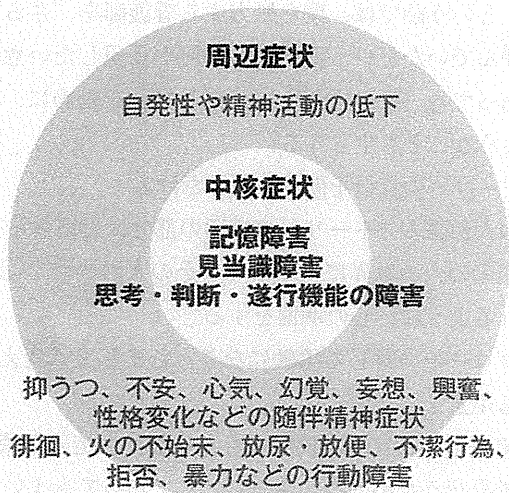 周辺症状
自発性や精神活動の低下
中核症状
記憶障害
見当識障害
思考・判断・遂行機能の障害
抑うつ、不安、心気、幻覚、妄想、興奮、
性格変化などの随伴精神症状
徘徊、火の不始末、放尿・放便、不潔行為、
拒否、暴力などの行動障害